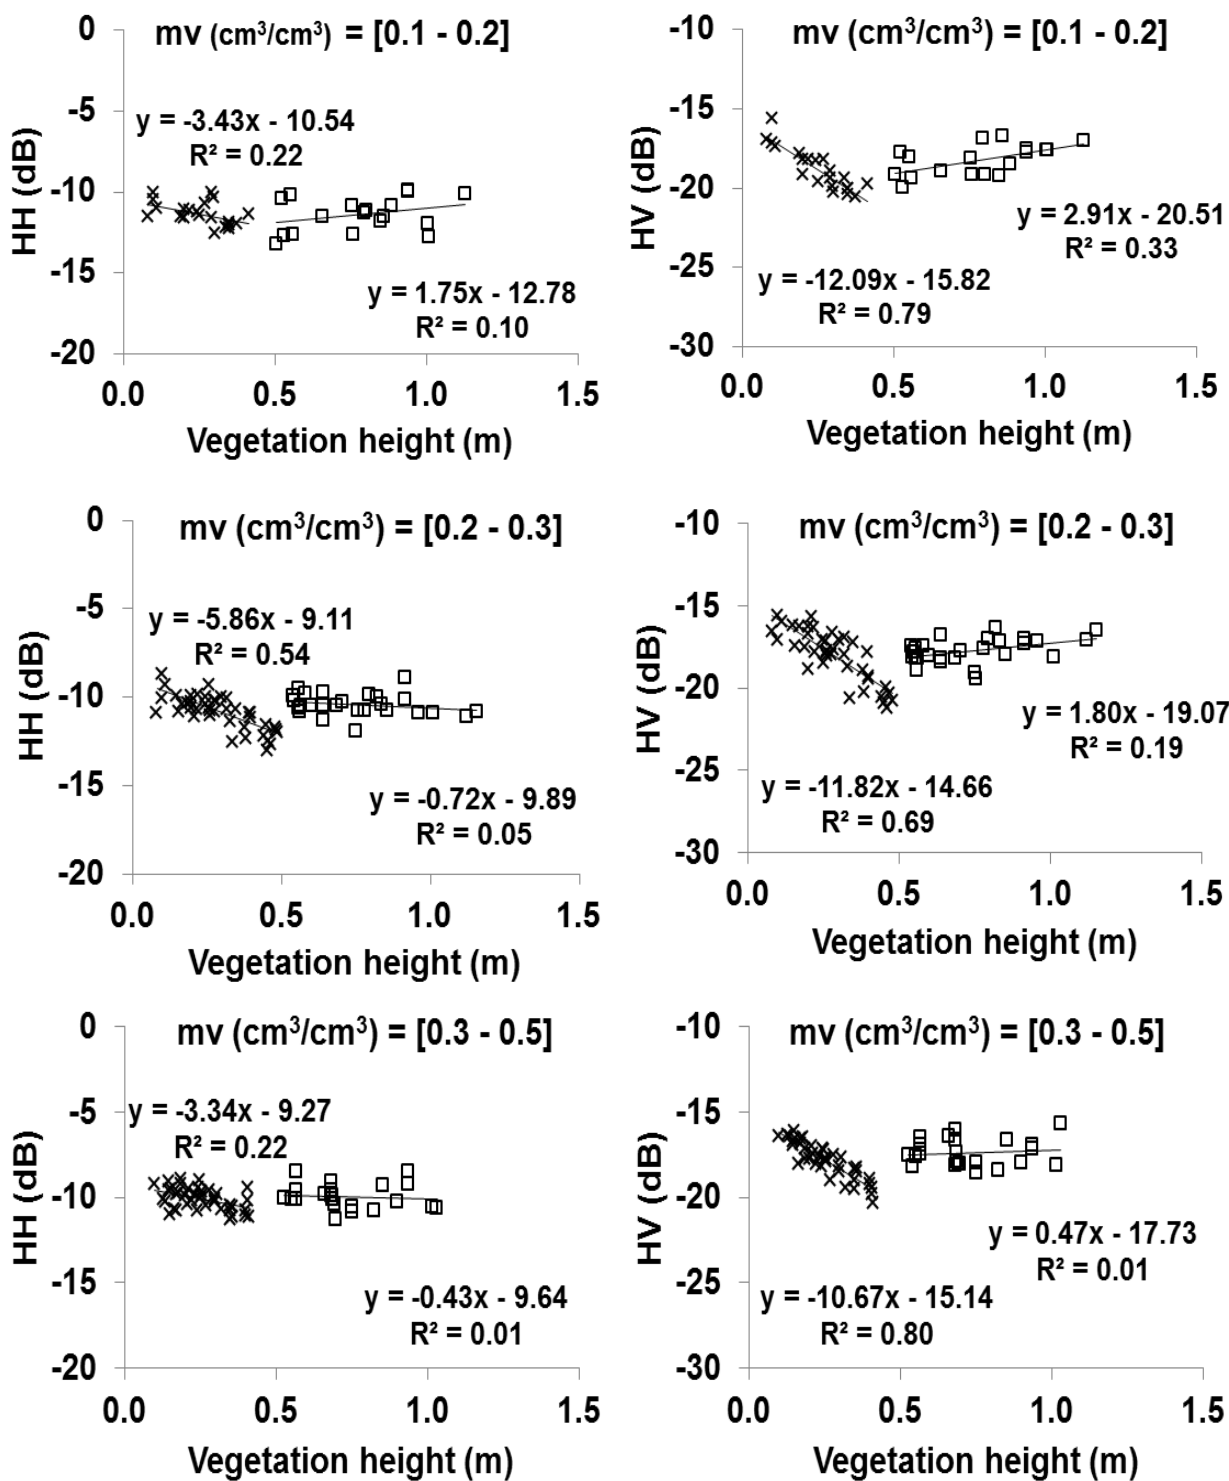 mv (cm³/cm³) = [0.1 - 0.2]
0
-5
-10
-15
-20
HH (dB)
y = -3.43x - 10.54
R² = 0.22
y = 1.75x - 12.78
R² = 0.10
0.0 0.5 1.0 1.5
Vegetation height (m)
mv (cm³/cm³) = [0.1 - 0.2]
-10
-15
-20
-25
-30
HV (dB)
y = 2.91x - 20.51
R² = 0.33
y = -12.09x - 15.82
R² = 0.79
0.0 0.5 1.0 1.5
Vegetation height (m)
mv (cm³/cm³) = [0.2 - 0.3]
0
-5
-10
-15
-20
HH (dB)
y = -5.86x - 9.11
R² = 0.54
y = -0.72x - 9.89
R² = 0.05
0.0 0.5 1.0 1.5
Vegetation height (m)
mv (cm³/cm³) = [0.2 - 0.3]
-10
-15
-20
-25
-30
HV (dB)
y = 1.80x - 19.07
R² = 0.19
y = -11.82x - 14.66
R² = 0.69
0.0 0.5 1.0 1.5
Vegetation height (m)
mv (cm³/cm³) = [0.3 - 0.5]
0
-5
-10
-15
-20
HH (dB)
y = -3.34x - 9.27
R² = 0.22
y = -0.43x - 9.64
R² = 0.01
0.0 0.5 1.0 1.5
Vegetation height (m)
mv (cm³/cm³) = [0.3 - 0.5]
-10
-15
-20
-25
-30
HV (dB)
y = 0.47x - 17.73
R² = 0.01
y = -10.67x - 15.14
R² = 0.80
0.0 0.5 1.0 1.5
Vegetation height (m)